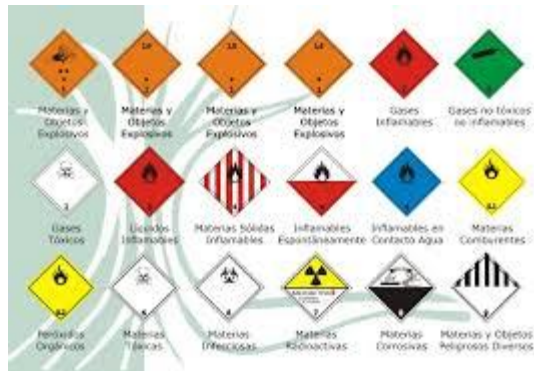 Materias y
Objetos
Explosivos
Materias y
Objetos
Explosivos
Materias y
Objetos
Explosivos
Materias y
Objetos
Explosivos
Gases
Inflamables
Gases no tóxicos
no inflamables
Gases
Tóxicos
Líquidos
Inflamables
Materias Sólidas
Inflamables
Inflamables
Espontáneamente
Inflamables en
Contacto Agua
Materias
Comburentes
Peróxidos
Orgánicos
Materias
Tóxicas
Materias
Infecciosas
Materias
Radioactivas
Materias
Corrosivas
Materias y Objetos
Peligrosos Diversos